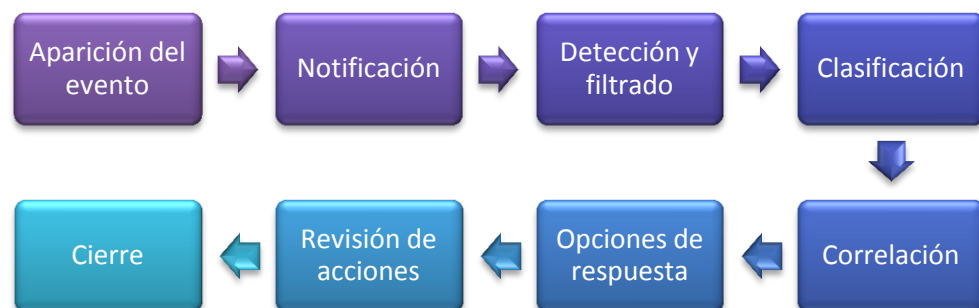 Aparición del
evento
Notificación
Detección y
filtrado
Clasificación
Correlación
Opciones de
respuesta
Revisión de
acciones
Cierre